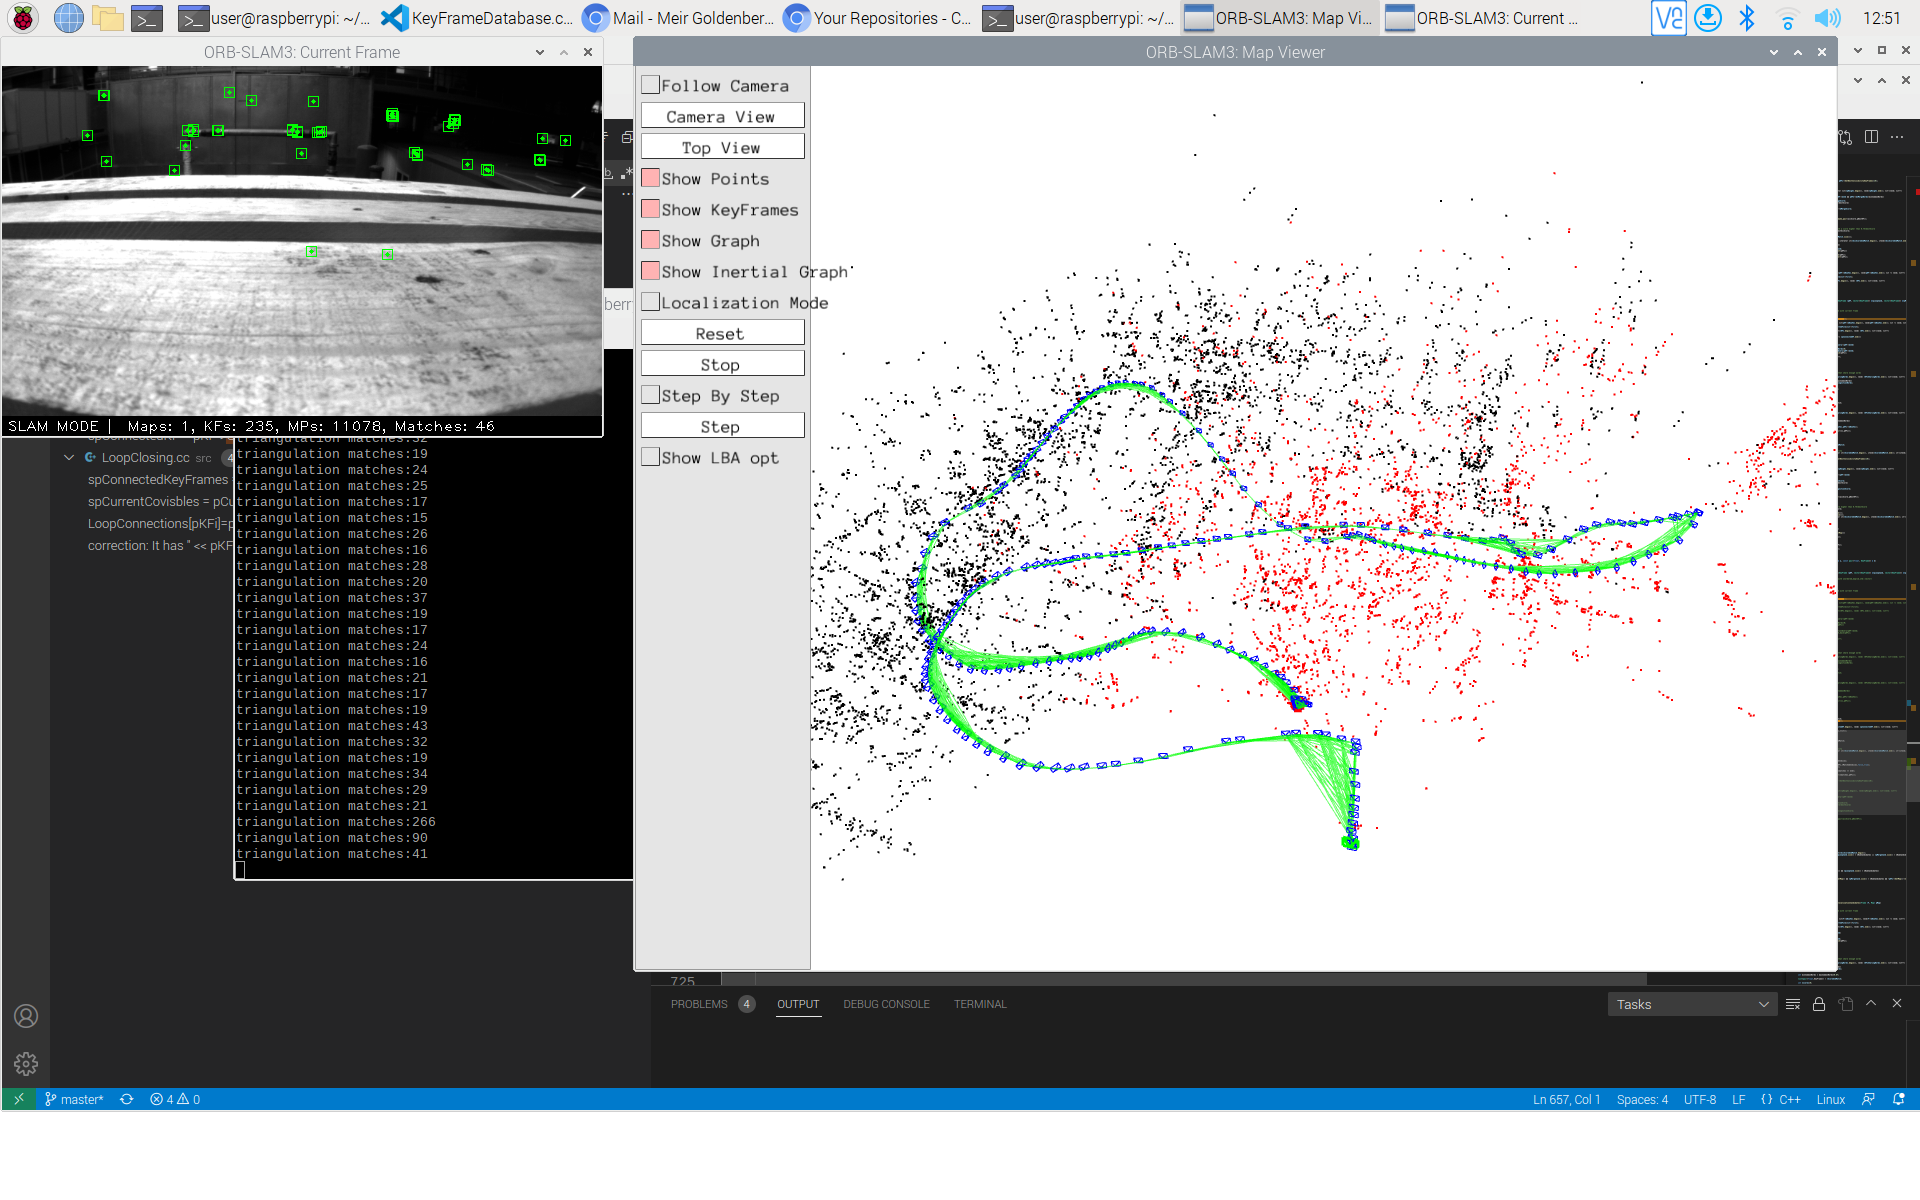 user@raspberrypi: ~/...
KeyFrameDatabase.c...
Mail - Meir Goldenber...
Your Repositories - C...
user@raspberrypi: ~/...
ORB-SLAM3: Map Vi...
ORB-SLAM3: Current ...
12:51
ORB-SLAM3: Current Frame
SLAM MODE | Maps: 1, KFs: 235, MPs: 11078, Matches: 46
LoopClosing.cc src 4
spConnectedKeyFrames
spCurrentCovisbles = pCu
LoopConnections[pKFi]=p
correction: It has " << pKF
triangulation matches:32
triangulation matches:19
triangulation matches:24
triangulation matches:25
triangulation matches:17
triangulation matches:15
triangulation matches:26
triangulation matches:16
triangulation matches:28
triangulation matches:20
triangulation matches:37
triangulation matches:19
triangulation matches:17
triangulation matches:24
triangulation matches:16
triangulation matches:21
triangulation matches:17
triangulation matches:19
triangulation matches:43
triangulation matches:32
triangulation matches:19
triangulation matches:34
triangulation matches:29
triangulation matches:21
triangulation matches:266
triangulation matches:90
triangulation matches:41
berr
ORB-SLAM3: Map Viewer
Follow Camera
Camera View
Top View
Show Points
Show KeyFrames
Show Graph
Show Inertial Graph
Localization Mode
Reset
Stop
Step By Step
Step
Show LBA opt
725
PROBLEMS 4 OUTPUT DEBUG CONSOLE TERMINAL
Tasks
master* 4 0
Ln 657, Col 1 Spaces: 4 UTF-8 LF {} C++ Linux